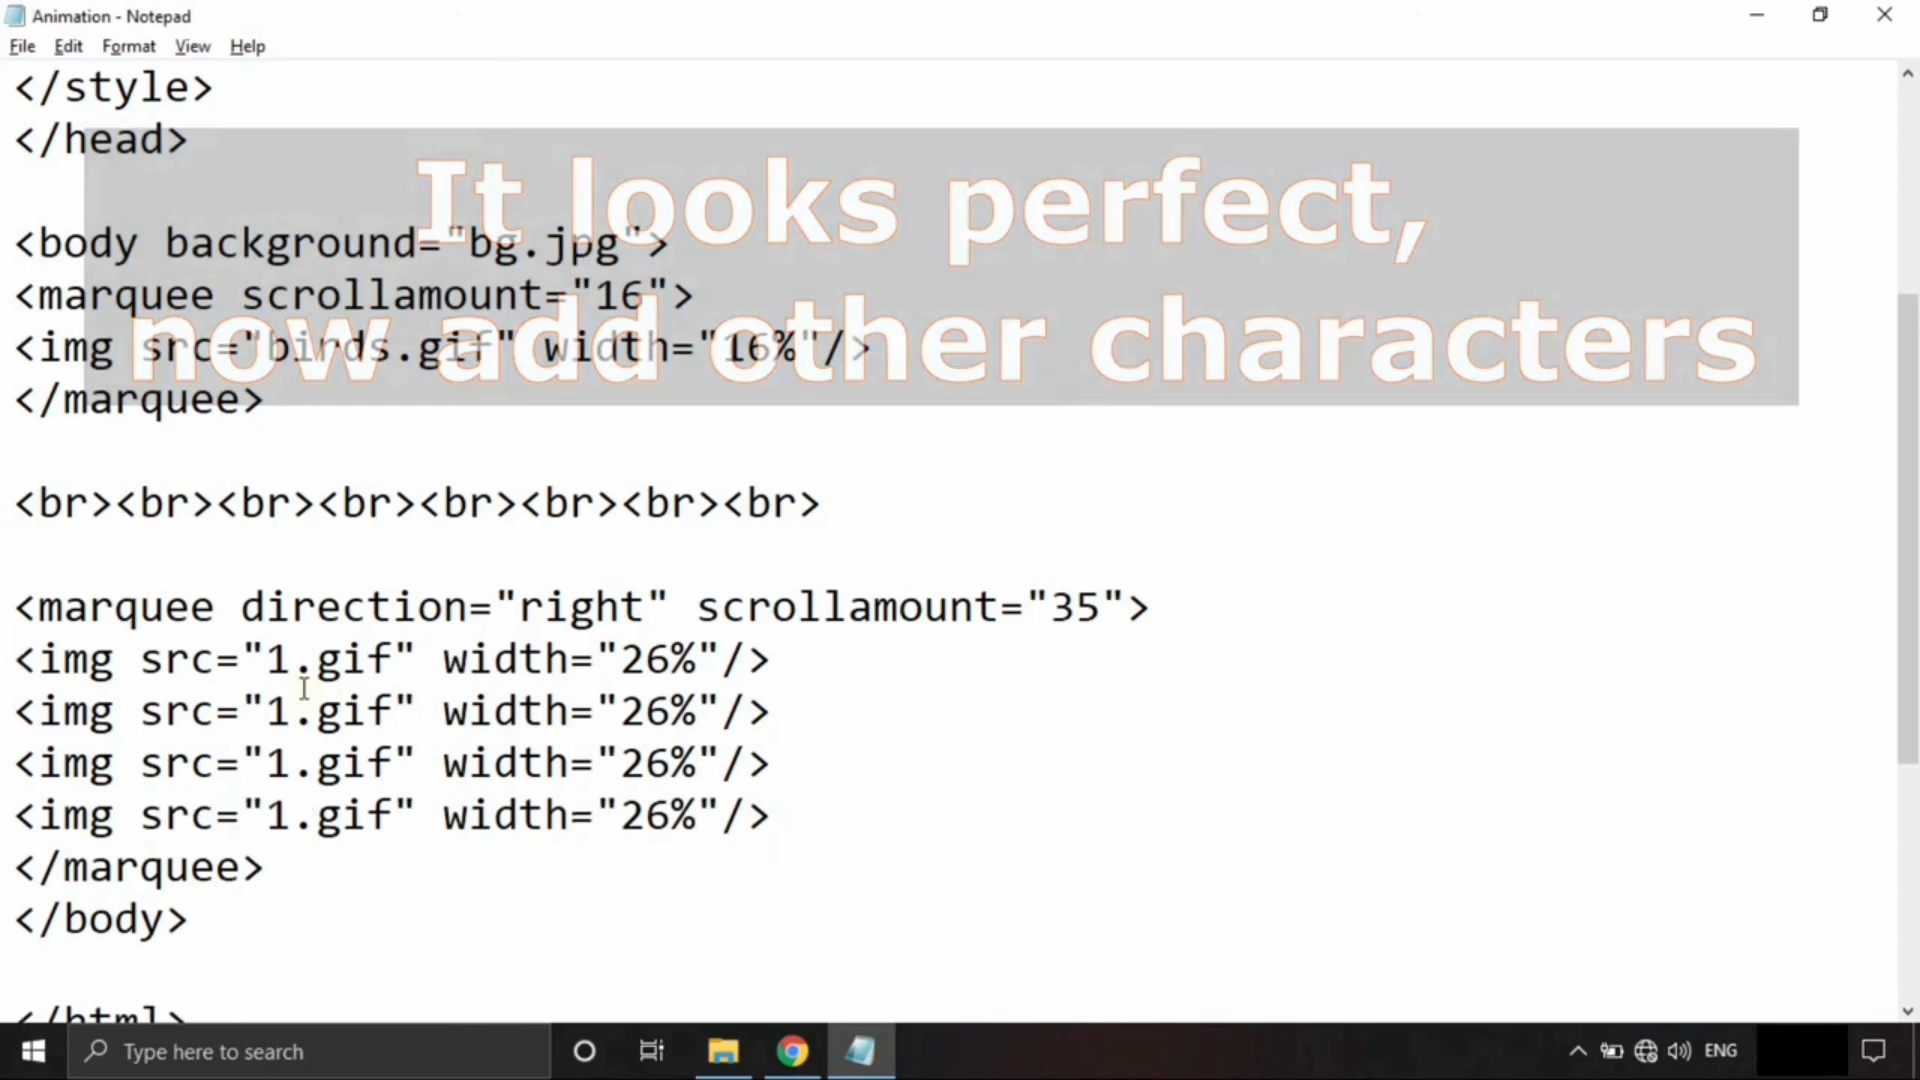 Animation - Notepad
File Edit Format View Help
</style>
</head>
It looks perfect,
now add other characters
<body background="bg.jpg">
<marquee scrollamount="16">
<img src="birds.gif" width="16%"/>
</marquee>
<br><br><br><br><br><br><br><br>
<marquee direction="right" scrollamount="35">
<img src="1.gif" width="26%"/>
<img src="1.gif" width="26%"/>
<img src="1.gif" width="26%"/>
<img src="1.gif" width="26%"/>
</marquee>
</body>
</html>
Type here to search
ENG